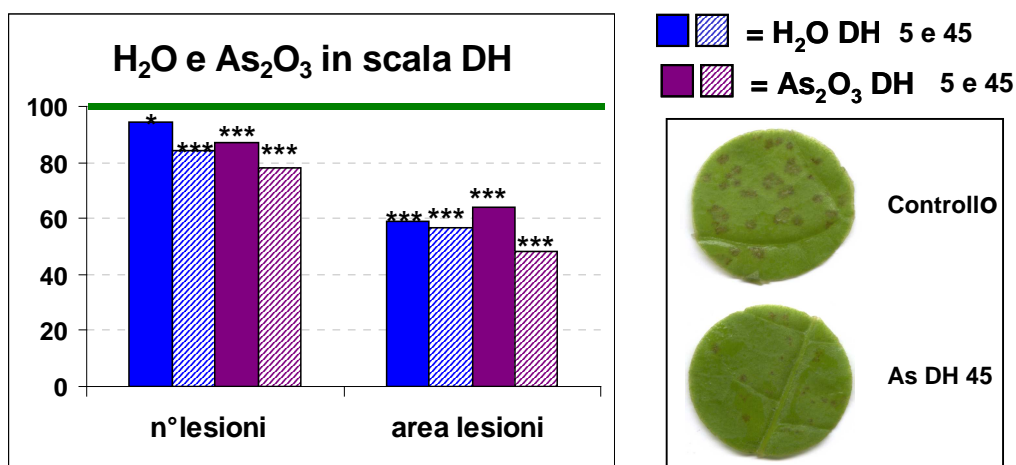 H₂O e As₂O₃ in scala DH
100
80
60
40
20
0
*
***
***
***
***
***
***
***
n°lesioni
area lesioni
= H₂O DH 5 e 45
= As₂O₃ DH 5 e 45
Controllo
As DH 45